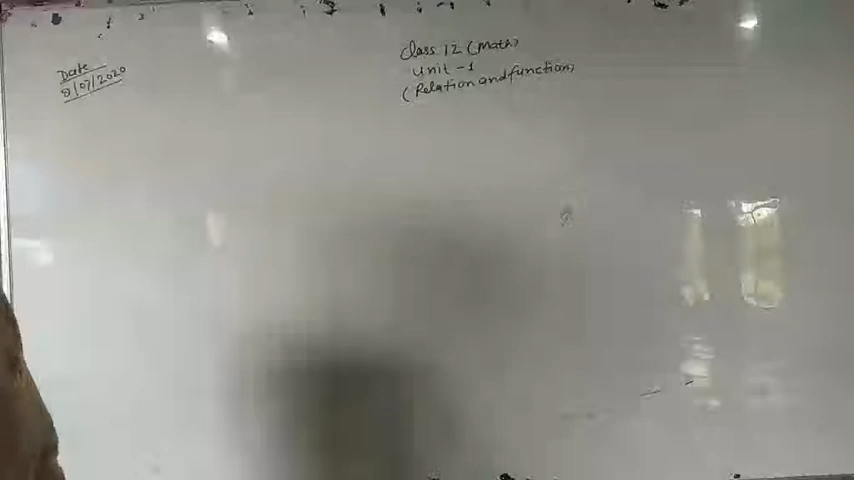 Date
8/07/2020
Class 12 (Math)
Unit - 1
(Relation and function)